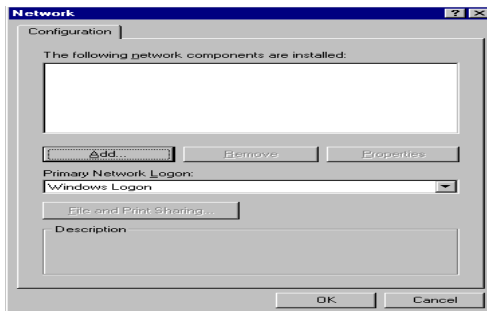 Network
Configuration
The following network components are installed:
Add... Remove Properties
Primary Network Logon:
Windows Logon
File and Print Sharing...
Description
OK Cancel